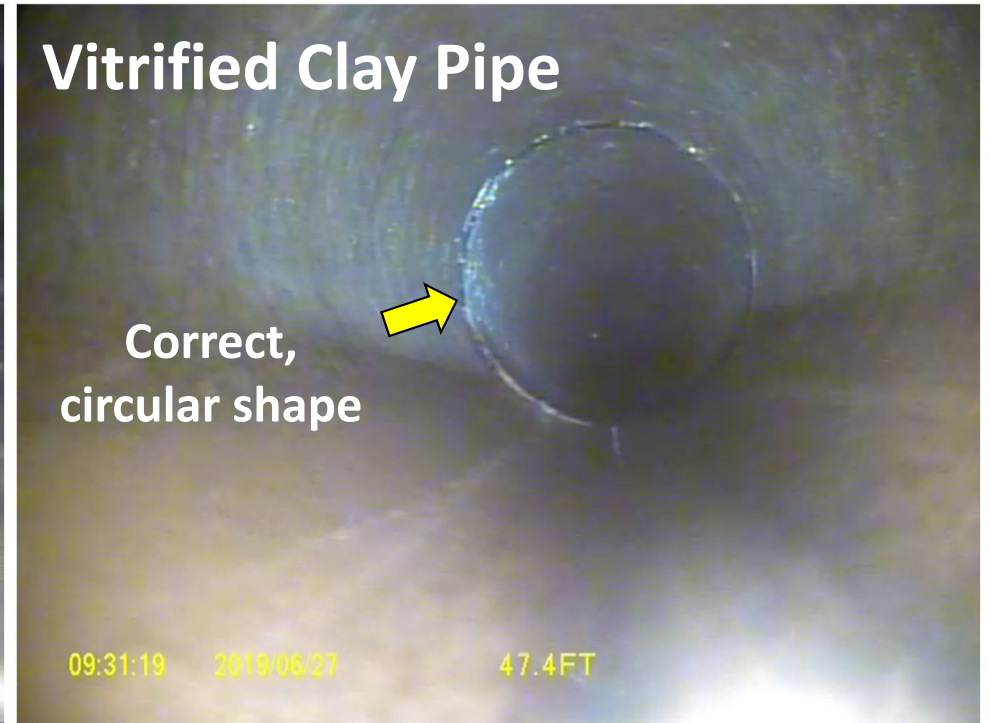 Vitrified Clay Pipe
Correct,
circular shape
09:31:19 2019/06/27 47.4FT